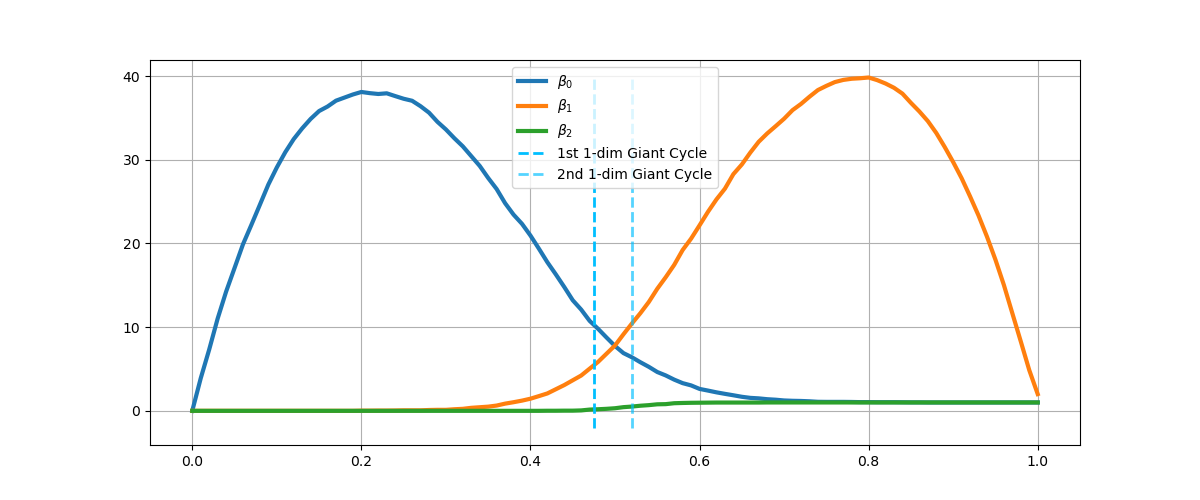 40
30
20
10
0
β₀
β₁
β₂
1st 1-dim Giant Cycle
2nd 1-dim Giant Cycle
0.0 0.2 0.4 0.6 0.8 1.0